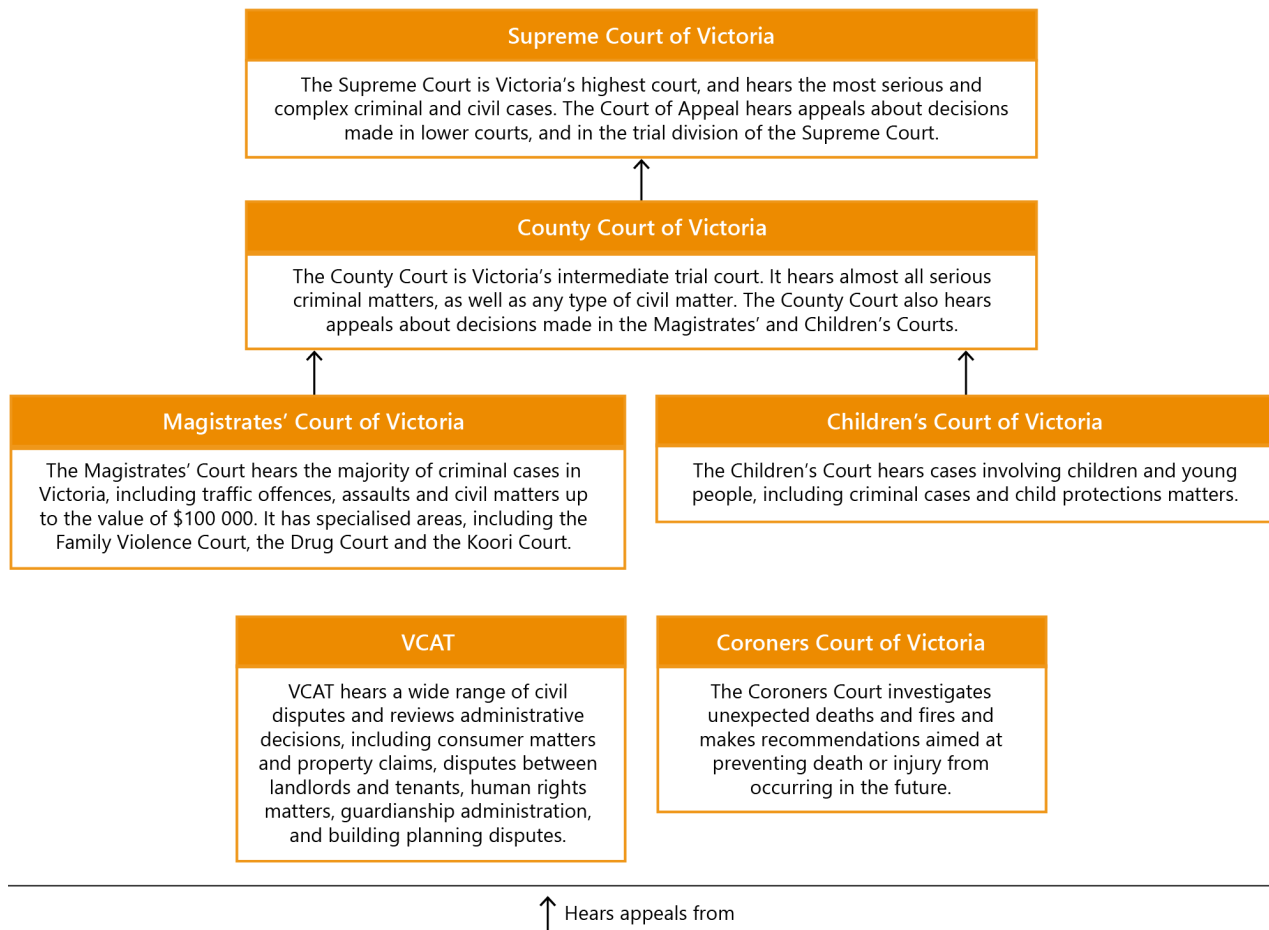 Supreme Court of Victoria
The Supreme Court is Victoria’s highest court, and hears the most serious and
complex criminal and civil cases. The Court of Appeal hears appeals about decisions
made in lower courts, and in the trial division of the Supreme Court.
County Court of Victoria
The County Court is Victoria’s intermediate trial court. It hears almost all serious
criminal matters, as well as any type of civil matter. The County Court also hears
appeals about decisions made in the Magistrates’ and Children’s Courts.
Magistrates’ Court of Victoria
The Magistrates’ Court hears the majority of criminal cases in
Victoria, including traffic offences, assaults and civil matters up
to the value of $100 000. It has specialised areas, including the
Family Violence Court, the Drug Court and the Koori Court.
Children’s Court of Victoria
The Children’s Court hears cases involving children and young
people, including criminal cases and child protections matters.
VCAT
VCAT hears a wide range of civil
disputes and reviews administrative
decisions, including consumer matters
and property claims, disputes between
landlords and tenants, human rights
matters, guardianship administration,
and building planning disputes.
Coroners Court of Victoria
The Coroners Court investigates
unexpected deaths and fires and
makes recommendations aimed at
preventing death or injury from
occurring in the future.
Hears appeals from